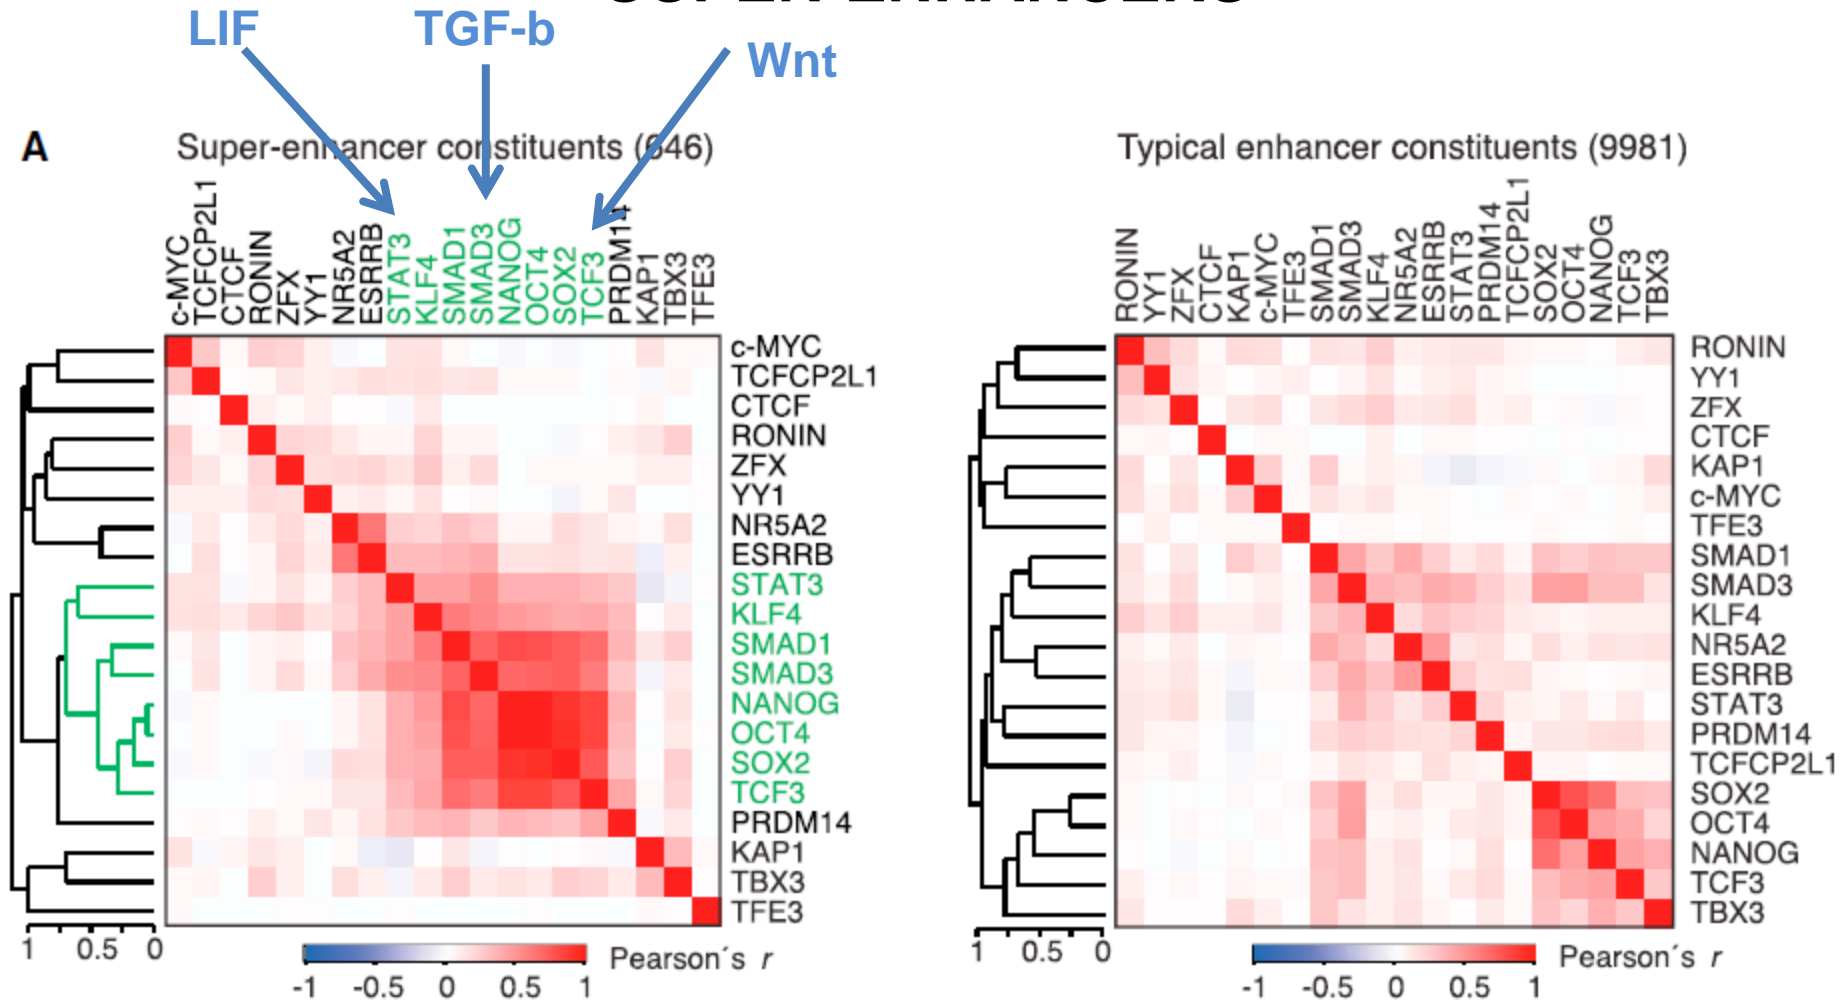 SUPER ENHANCERS
LIF
TGF-b
Wnt
A
Super-enhancer constituents (646)
Typical enhancer constituents (9981)
c-MYC
TCFCP2L1
CTCF
RONIN
ZFX
YY1
NR5A2
ESRRB
STAT3
KLF4
SMAD1
SMAD3
NANOG
OCT4
SOX2
TCF3
PRDM14
KAP1
TBX3
TFE3
RONIN
YY1
ZFX
CTCF
KAP1
c-MYC
TFE3
SMAD1
SMAD3
KLF4
NR5A2
ESRRB
STAT3
PRDM14
TCFCP2L1
SOX2
OCT4
NANOG
TCF3
TBX3
c-MYC
TCFCP2L1
CTCF
RONIN
ZFX
YY1
NR5A2
ESRRB
STAT3
KLF4
SMAD1
SMAD3
NANOG
OCT4
SOX2
TCF3
PRDM14
KAP1
TBX3
TFE3
RONIN
YY1
ZFX
CTCF
KAP1
c-MYC
TFE3
SMAD1
SMAD3
KLF4
NR5A2
ESRRB
STAT3
PRDM14
TCFCP2L1
SOX2
OCT4
NANOG
TCF3
TBX3
1 0.5 0
-1 -0.5 0 0.5 1
Pearson´s r
1 0.5 0
-1 -0.5 0 0.5 1
Pearson´s r